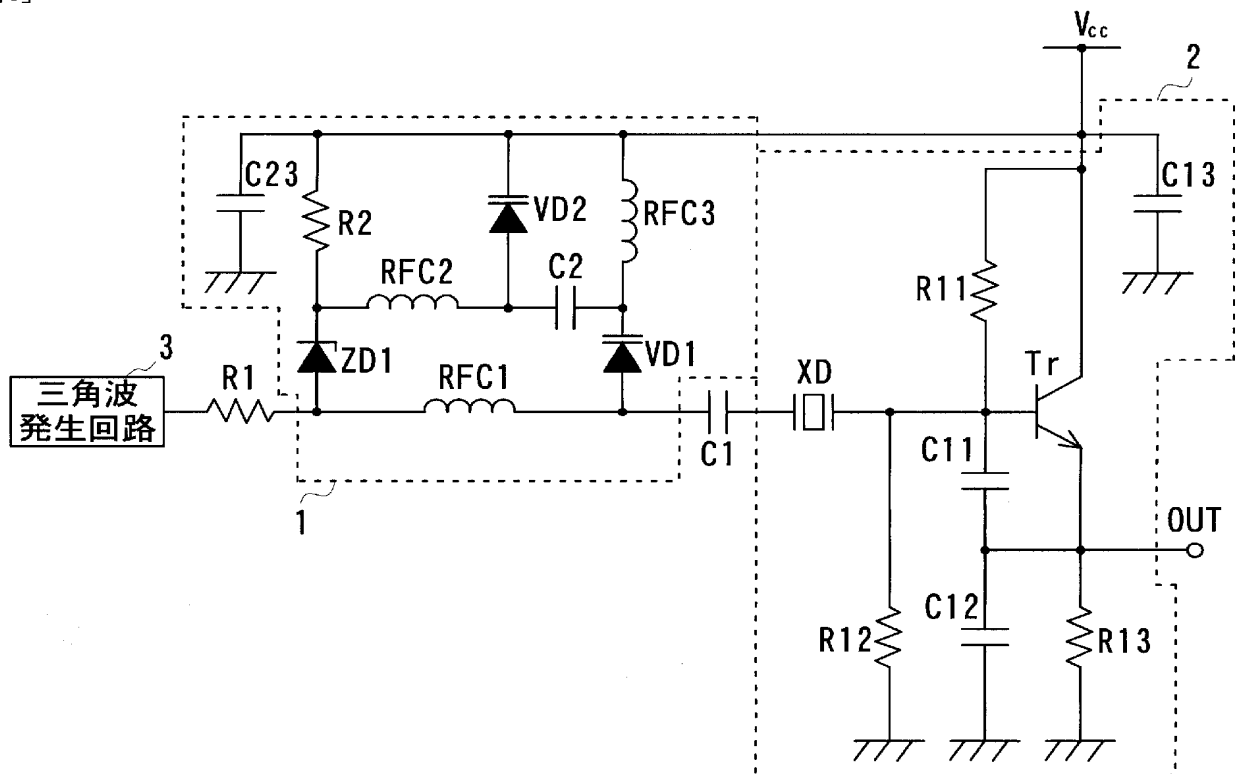 Vcc
2
C23
R2
VD2
RFC3
C13
RFC2
C2
R11
3
ZD1
VD1
Tr
三角波
発生回路
R1
RFC1
XD
C1
C11
1
OUT
C12
R12
R13